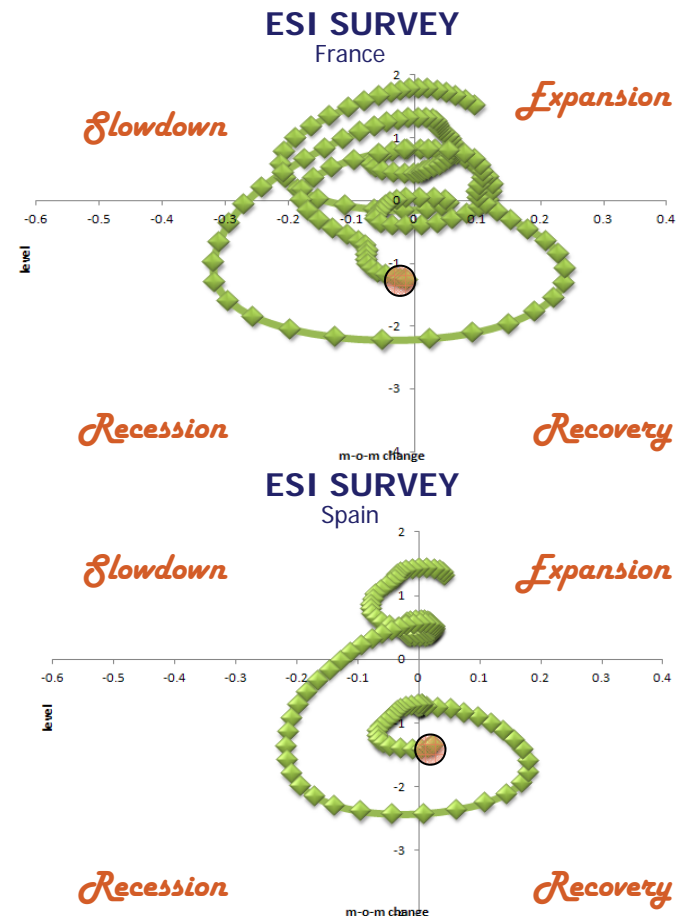 ESI SURVEY
France
2
Expansion
Slowdown
1
0
-0.6 -0.5 -0.4 -0.3 -0.2 -0.1 0 0.1 0.2 0.3 0.4
level
-1
-2
-3
Recession Recovery
-4
m-o-m change
ESI SURVEY
Spain
2
Slowdown Expansion
1
0
-0.6 -0.5 -0.4 -0.3 -0.2 -0.1 0 0.1 0.2 0.3 0.4
level
-1
-2
-3
Recession Recovery
m-o-m change